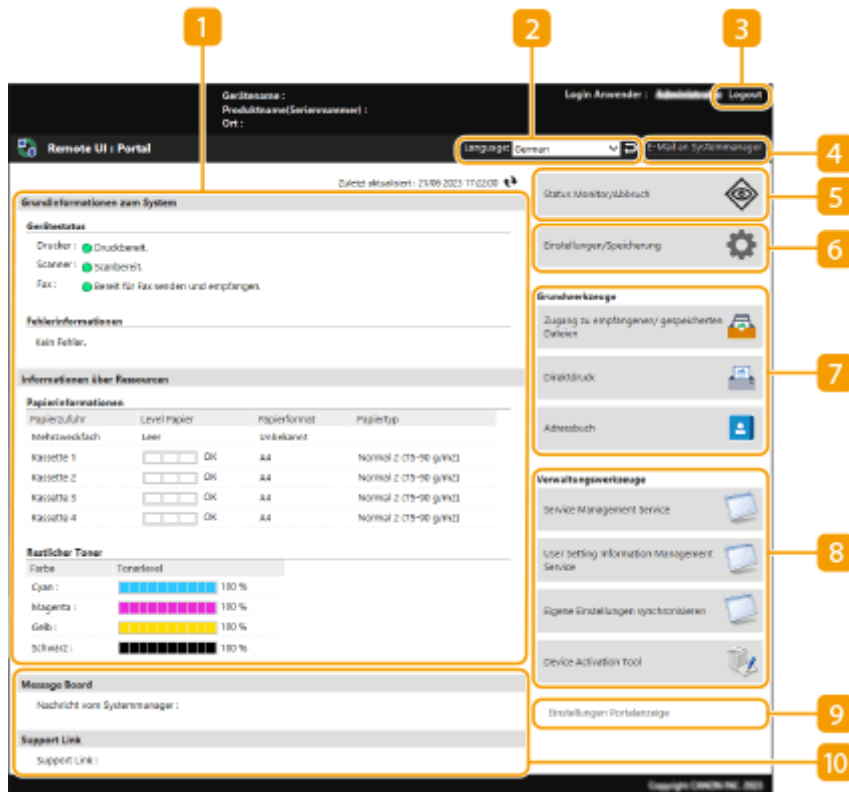 1
2
3
Gerätename :
Produktname(Seriennummer) :
Ort :
Login Anwender :
Logout
Remote UI : Portal
Language: German
E-Mail an Systemmanager
4
Zuletzt aktualisiert : 21/06 2023 11:22:00
Grundinformationen zum System
Gerätestatus
Drucker : Druckbereit.
Scanner : Scanbereit.
Fax : Bereit für Fax senden und empfangen.
Fehlerinformationen
Kein Fehler.
Informationen über Ressourcen
Papierinformationen
Papierzufuhr Level Papier Papierformat Papiertyp
Mehrzweckfach Leer Unbekannt
Kassette 1 OK A4 Normal 2 (75-90 g/m2)
Kassette 2 OK A4 Normal 2 (75-90 g/m2)
Kassette 3 OK A4 Normal 2 (75-90 g/m2)
Kassette 4 OK A4 Normal 2 (75-90 g/m2)
Restlicher Toner
Farbe Tonerlevel
Cyan : 100 %
Magenta : 100 %
Gelb : 100 %
Schwarz : 100 %
Message Board
Nachricht vom Systemmanager :
Support Link
Support Link :
Status Monitor/Abbruch
5
Einstellungen/Speicherung
6
Grundwerkzeuge
Zugang zu empfangenen/ gespeicherten
Dateien
Direktdruck
7
Adressbuch
Verwaltungswerkzeuge
Service Management Service
User Setting Information Management
Service
8
Eigene Einstellungen synchronisieren
Device Activation Tool
Einstellungen Portalanzeige
9
10
Copyright CANON INC. 2023